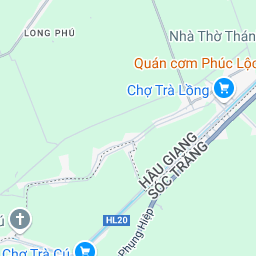 LONG PHÚ
Nhà Thờ Thán
Quán cơm Phúc Lộc
Chợ Trà Lồng
HẬU GIANG
SÓC TRĂNG
HL20
Phụng Hiệp
Chợ Trà Cú